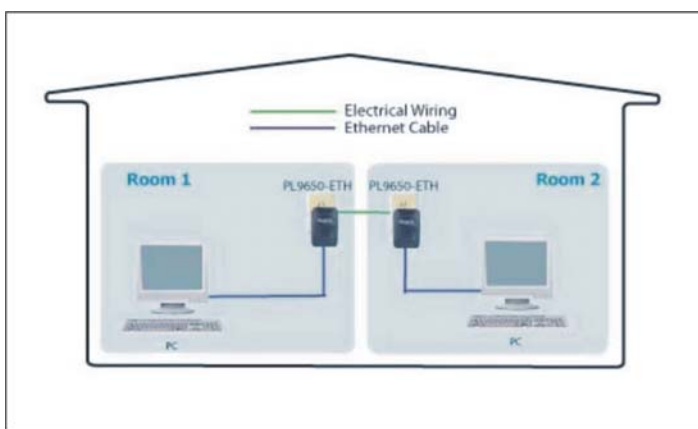 Electrical Wiring
Ethernet Cable
Room 1
PL9650-ETH
PL9650-ETH
Room 2
PC
PC